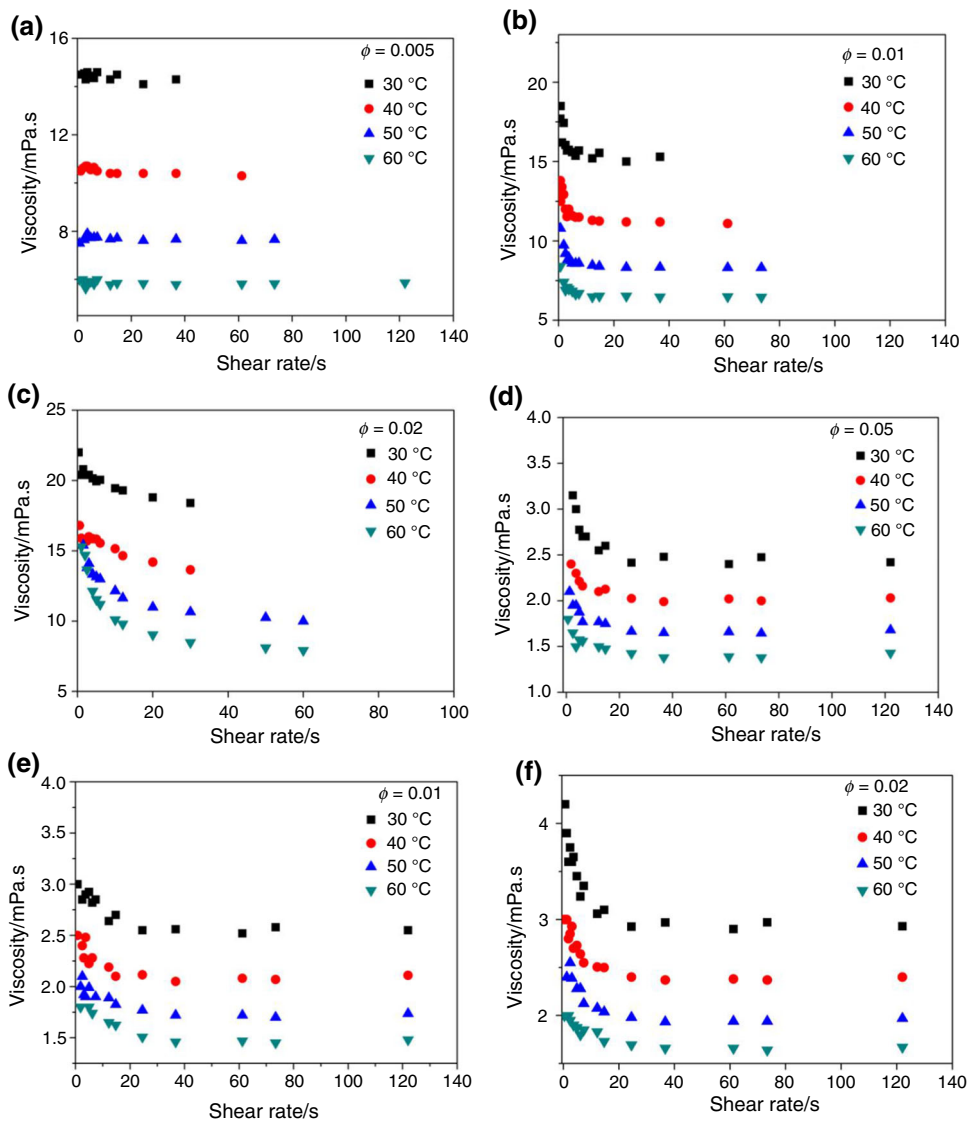 (a)
16
12
8
4
Viscosity/mPa.s
ϕ = 0.005
30 °C
40 °C
50 °C
60 °C
0 20 40 60 80 100 120 140
Shear rate/s
(b)
20
15
10
5
Viscosity/mPa.s
ϕ = 0.01
30 °C
40 °C
50 °C
60 °C
0 20 40 60 80 100 120 140
Shear rate/s
(c)
25
20
15
10
5
Viscosity/mPa.s
ϕ = 0.02
30 °C
40 °C
50 °C
60 °C
0 20 40 60 80 100
Shear rate/s
(d)
4.0
3.5
3.0
2.5
2.0
1.5
1.0
Viscosity/mPa.s
ϕ = 0.05
30 °C
40 °C
50 °C
60 °C
0 20 40 60 80 100 120 140
Shear rate/s
(e)
4.0
3.5
3.0
2.5
2.0
1.5
Viscosity/mPa.s
ϕ = 0.01
30 °C
40 °C
50 °C
60 °C
0 20 40 60 80 100 120 140
Shear rate/s
(f)
4
3
2
Viscosity/mPa.s
ϕ = 0.02
30 °C
40 °C
50 °C
60 °C
0 20 40 60 80 100 120 140
Shear rate/s